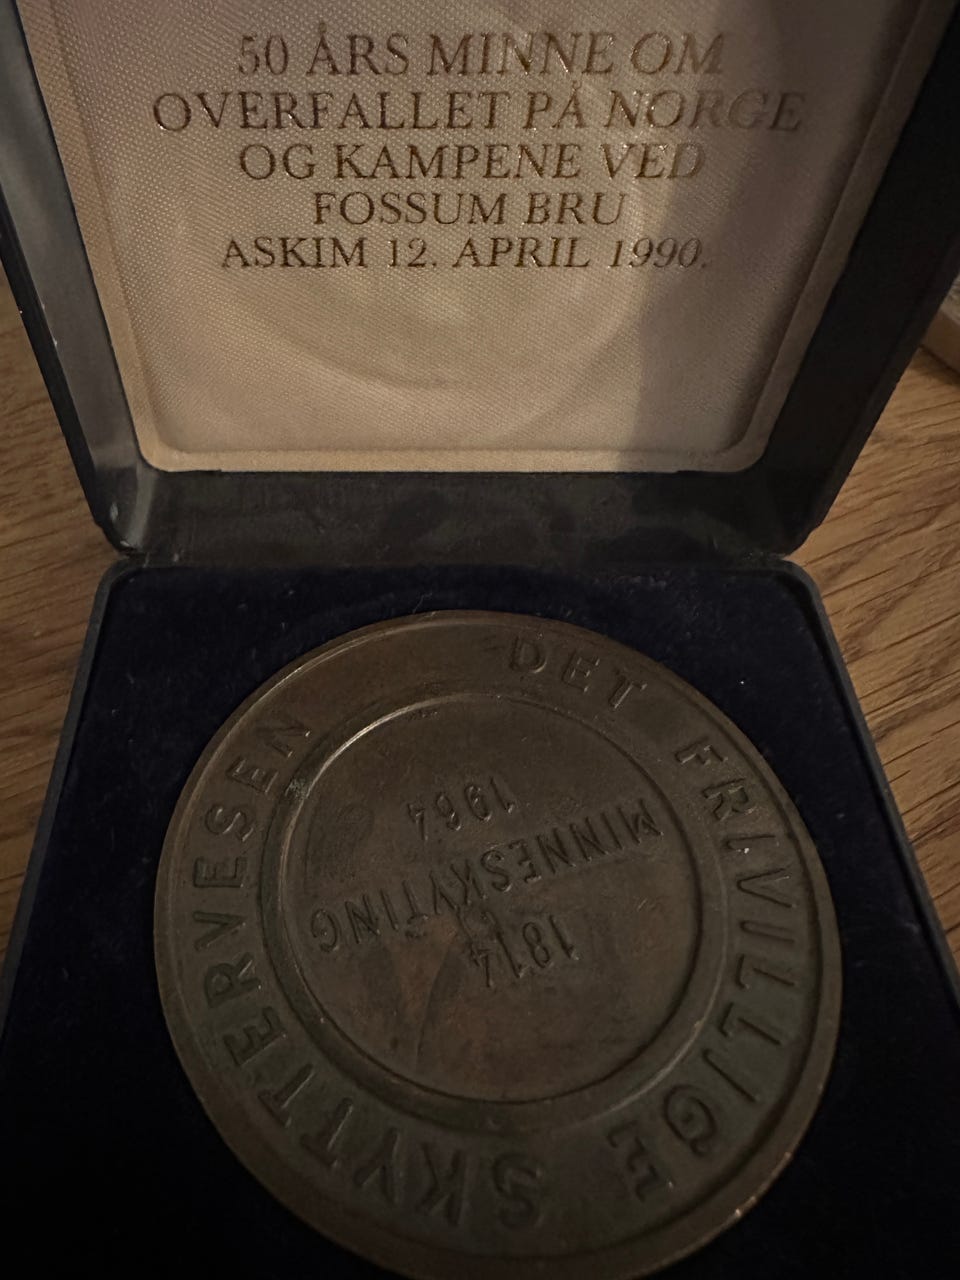 50 ÅRS MINNE OM
OVERFALLET PÅ NORGE
OG KAMPENE VED
FOSSUM BRU
ASKIM 12. APRIL 1990.
DET FRIVILLIGE SKYTTERVESEN
1814
MINNESKYTING
1964